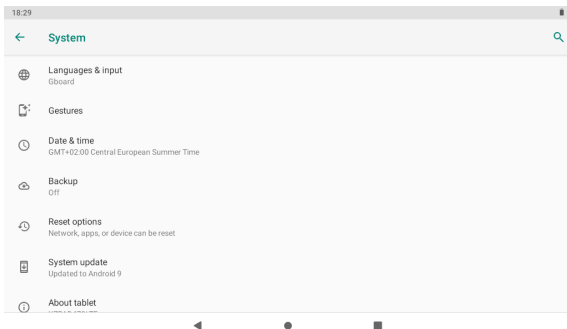 18:29
System
Languages & input
Gboard
Gestures
Date & time
GMT+02:00 Central European Summer Time
Backup
Off
Reset options
Network, apps, or device can be reset
System update
Updated to Android 9
About tablet